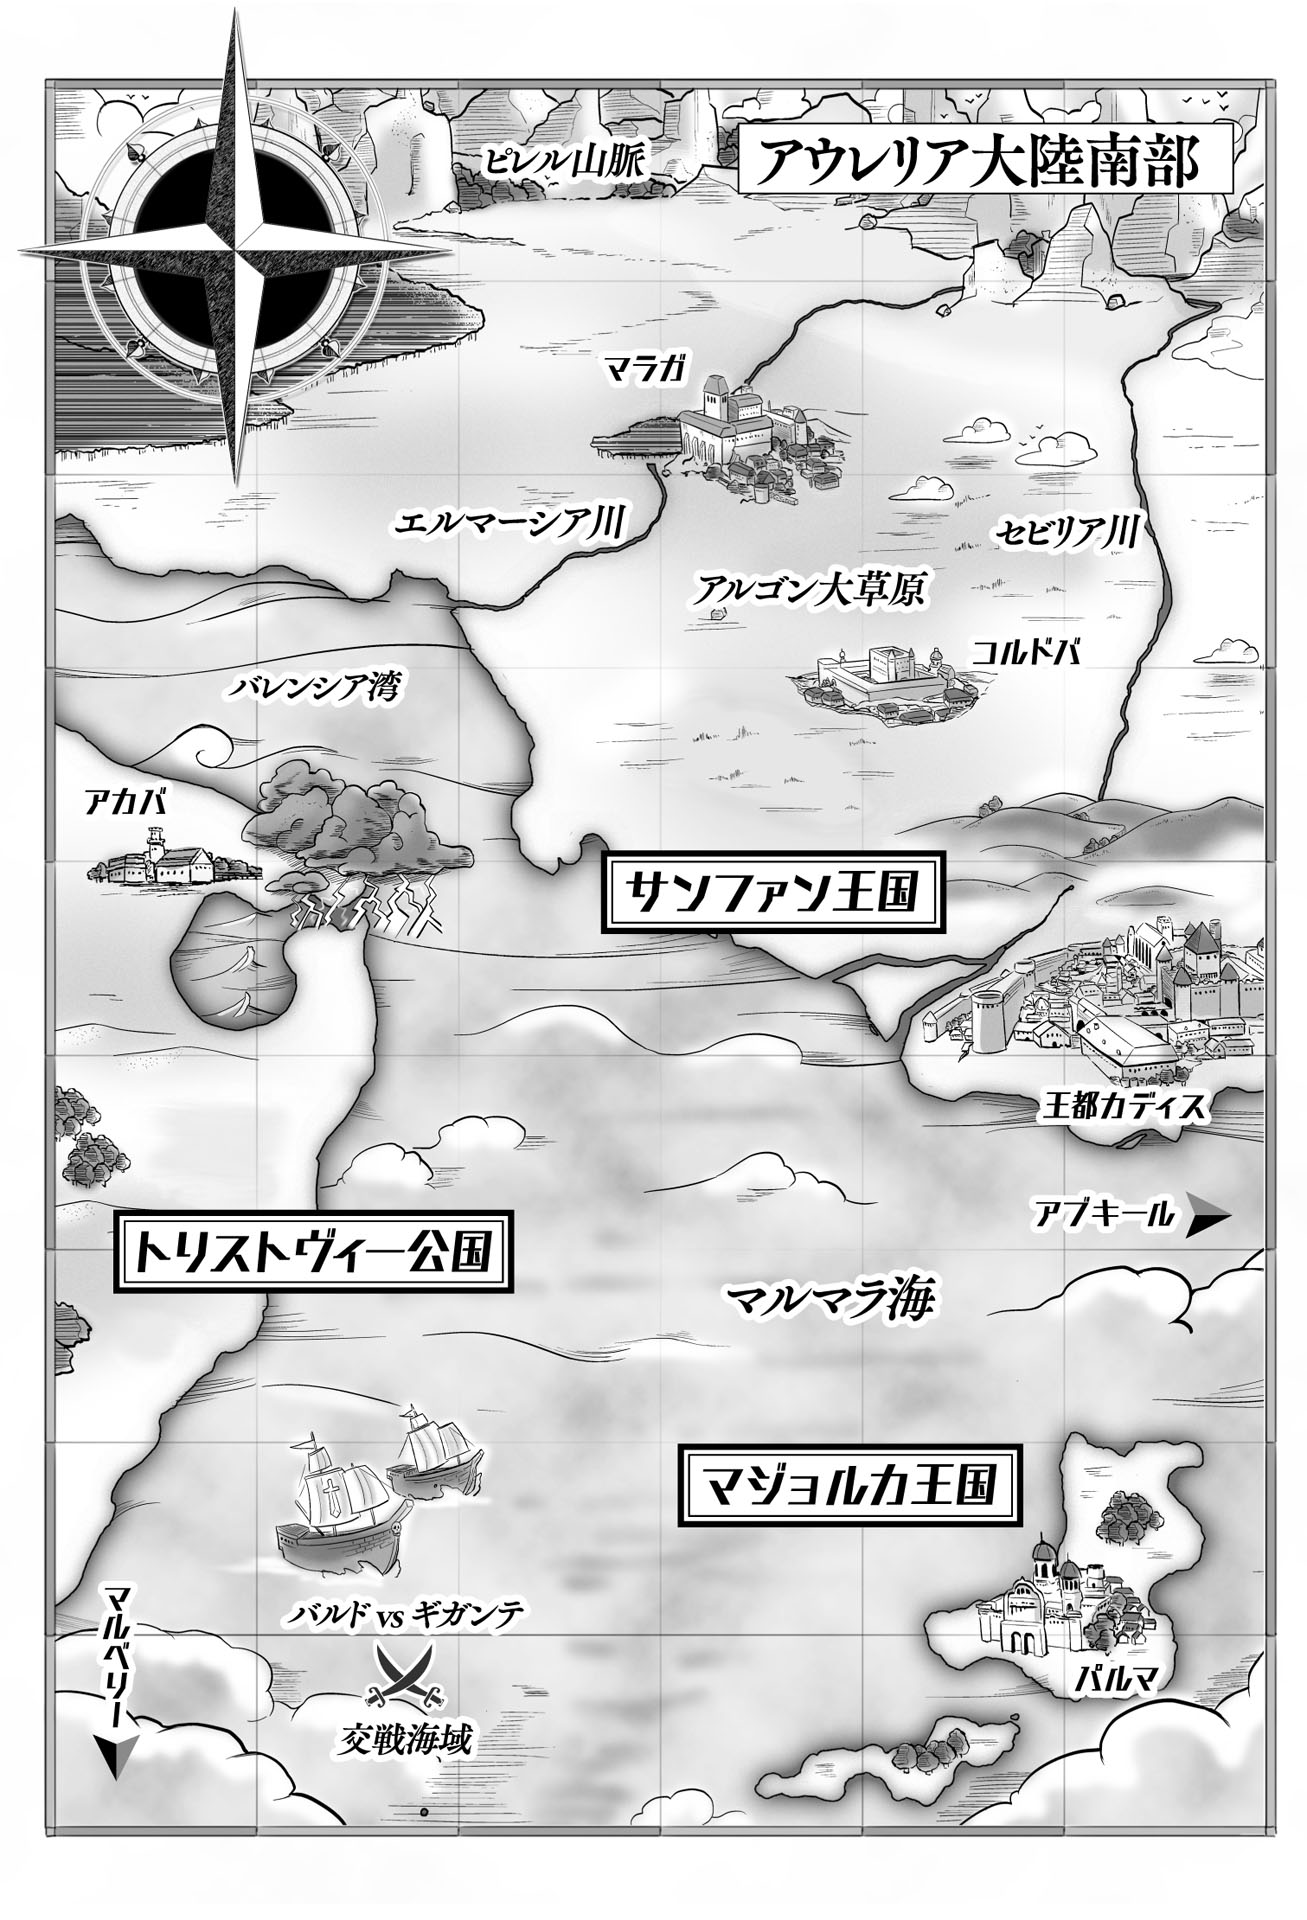 アウレリア大陸南部
ピレル山脈
マラガ
エルマーシア川
セビリア川
アルゴン大草原
コルドバ
バレンシア湾
アカバ
サンファン王国
王都カディス
アブキール
トリストヴィー公国
マルマラ海
マジョルカ王国
マルベリー
バルド vs ギガンテ
交戦海域
パルマ